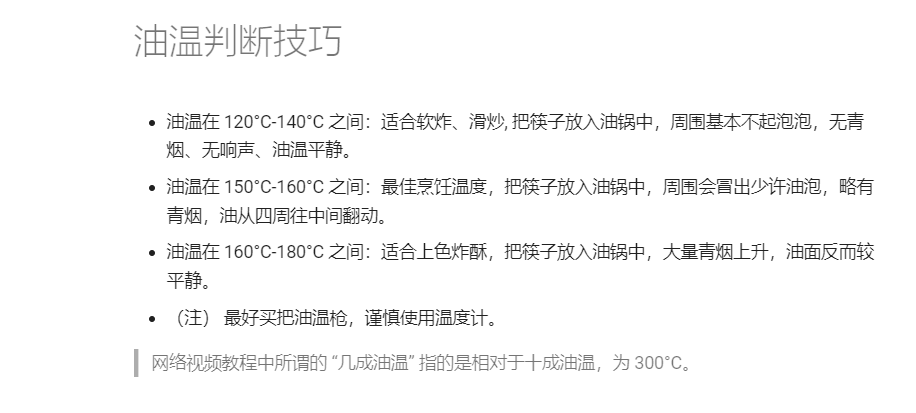 油温判断技巧
油温在 120°C-140°C 之间：适合软炸、滑炒, 把筷子放入油锅中，周围基本不起泡泡，无青
烟、无响声、油温平静。
油温在 150°C-160°C 之间：最佳烹饪温度，把筷子放入油锅中，周围会冒出少许油泡，略有
青烟，油从四周往中间翻动。
油温在 160°C-180°C 之间：适合上色炸酥，把筷子放入油锅中，大量青烟上升，油面反而较
平静。
（注） 最好买把油温枪，谨慎使用温度计。
网络视频教程中所谓的 “几成油温” 指的是相对于十成油温，为 300°C。